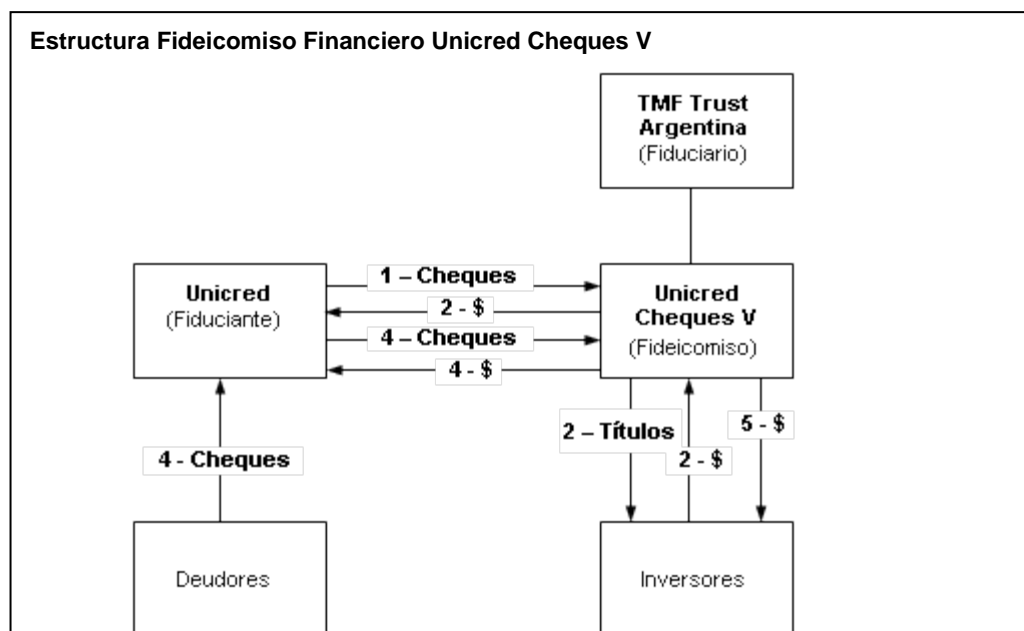 Estructura Fideicomiso Financiero Unicred Cheques V
TMF Trust
Argentina
(Fiduciario)
Unicred
(Fiduciante)
1 – Cheques
2 - $
4 – Cheques
4 - $
Unicred
Cheques V
(Fideicomiso)
4 - Cheques
2 – Títulos
2 - $
5 - $
Deudores
Inversores